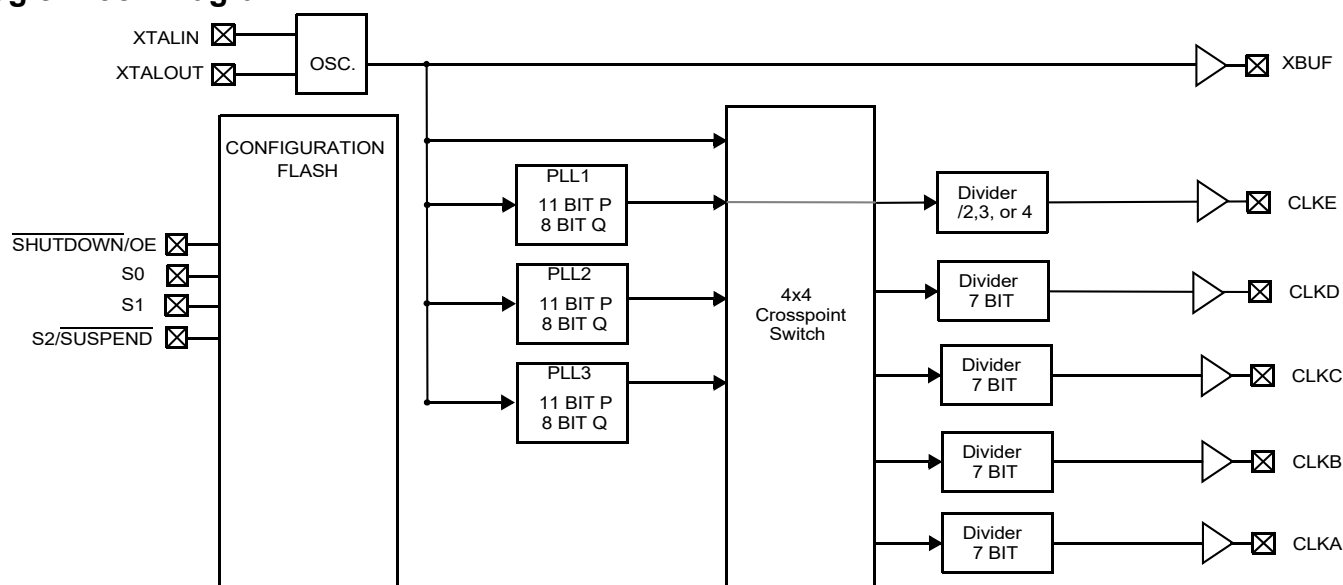 XTALIN
XTALOUT
OSC.
XBUF
CONFIGURATION
FLASH
SHUTDOWN/OE
S0
S1
S2/SUSPEND
PLL1
11 BIT P
8 BIT Q
PLL2
11 BIT P
8 BIT Q
PLL3
11 BIT P
8 BIT Q
4x4
Crosspoint
Switch
Divider
/2,3, or 4
CLKE
Divider
7 BIT
CLKD
Divider
7 BIT
CLKC
Divider
7 BIT
CLKB
Divider
7 BIT
CLKA